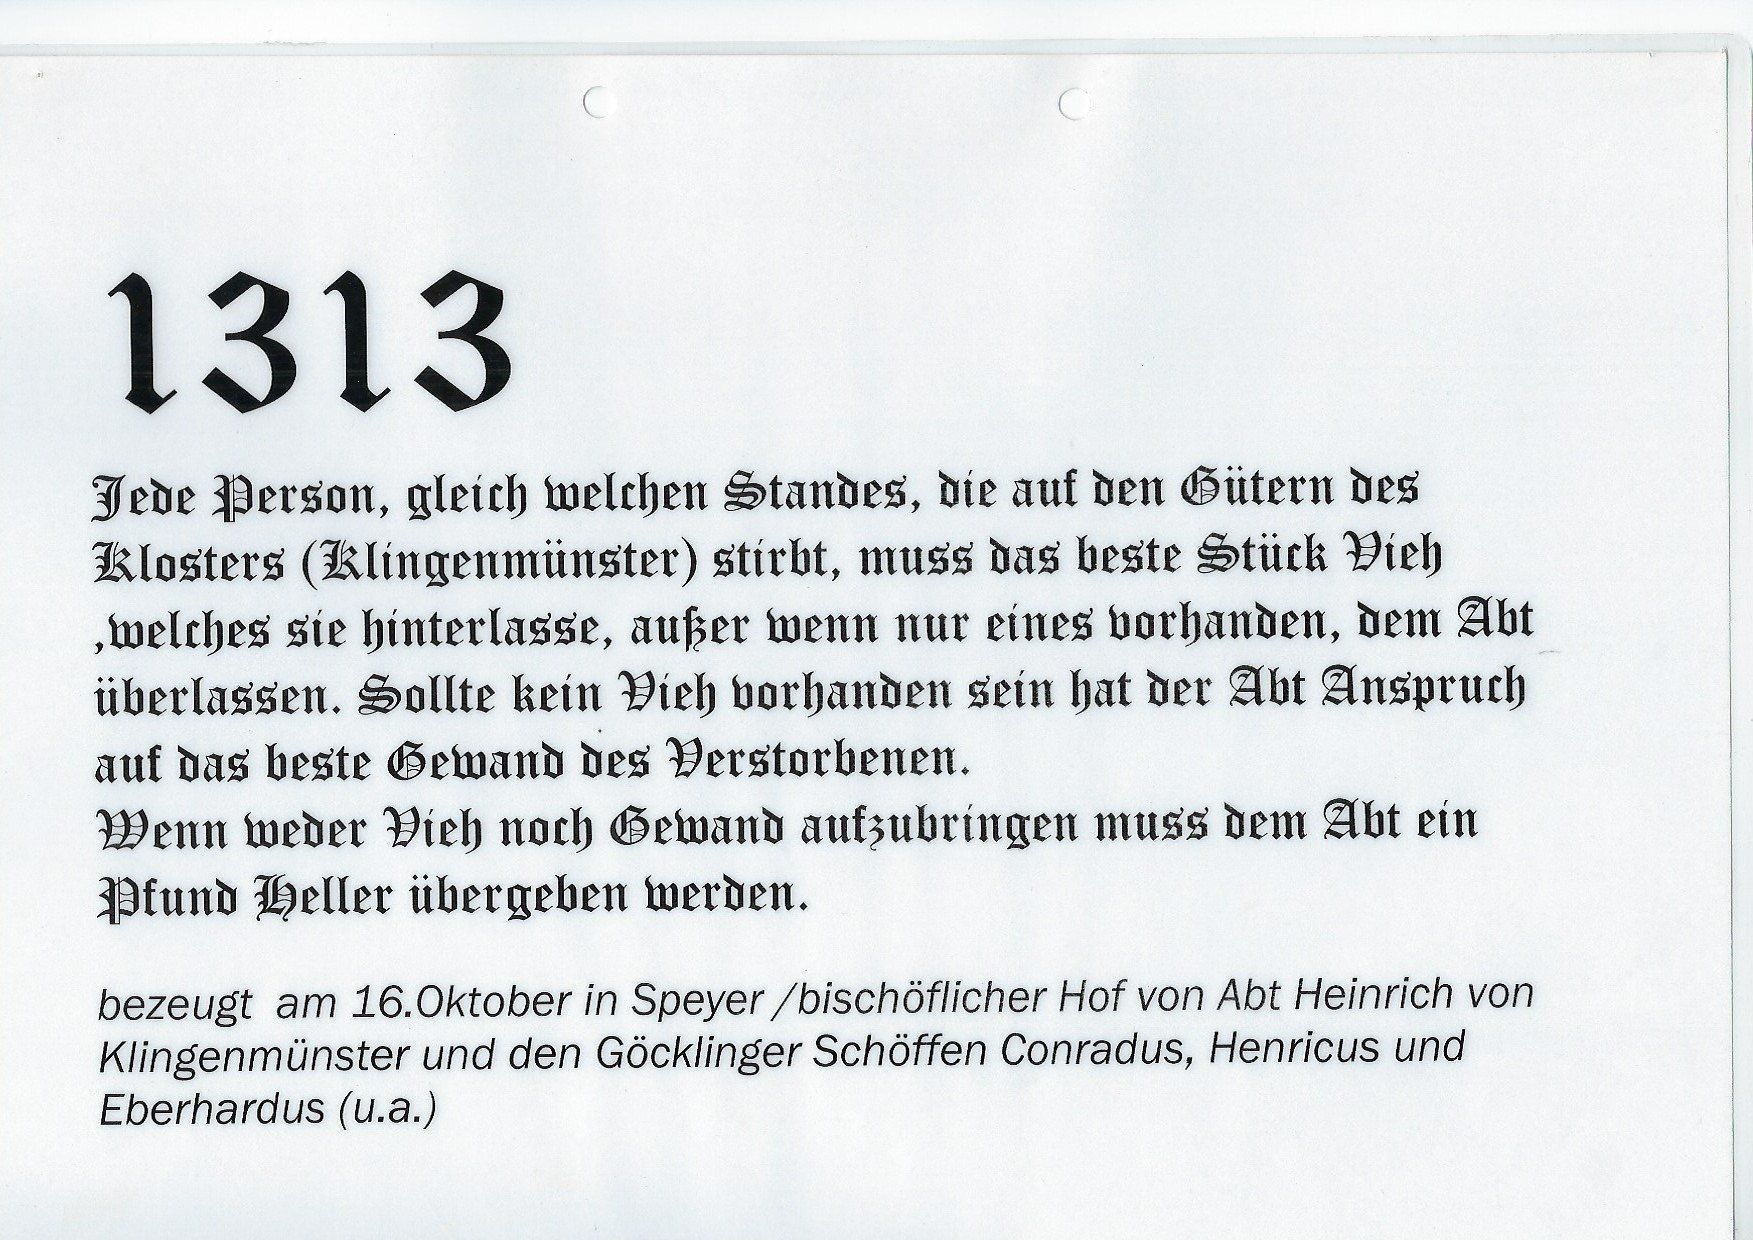 1313
Jede Person, gleich welchen Standes, die auf den Gütern des
Klosters (Klingenmünster) stirbt, muss das beste Stück Vieh
,welches sie hinterlasse, außer wenn nur eines vorhanden, dem Abt
überlassen. Sollte kein Vieh vorhanden sein hat der Abt Anspruch
auf das beste Gewand des Verstorbenen.
Wenn weder Vieh noch Gewand aufzubringen muss dem Abt ein
Pfund Heller übergeben werden.
bezeugt am 16.Oktober in Speyer /bischöflicher Hof von Abt Heinrich von
Klingenmünster und den Göcklinger Schöffen Conradus, Henricus und
Eberhardus (u.a.)